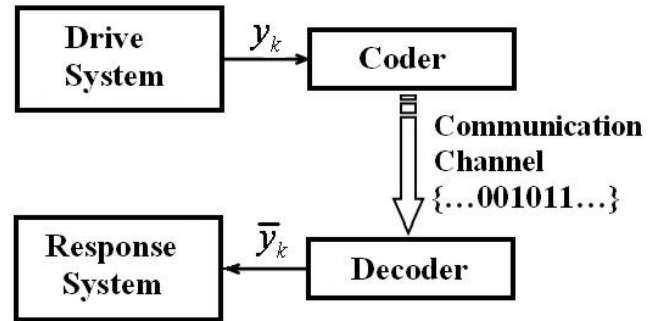 Drive
System
y_k
Coder
Communication
Channel
{...001011...}
Response
System
ȳ_k
Decoder